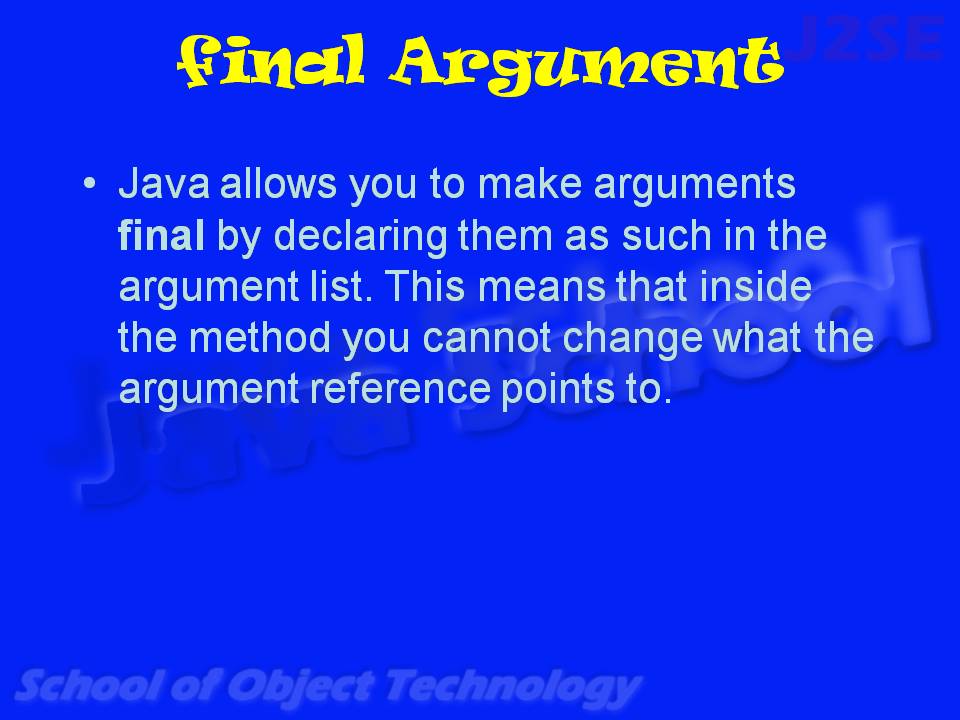 J2SE
final Argument
• Java allows you to make arguments
final by declaring them as such in the
argument list. This means that inside
the method you cannot change what the
argument reference points to.
Java School
School of Object Technology